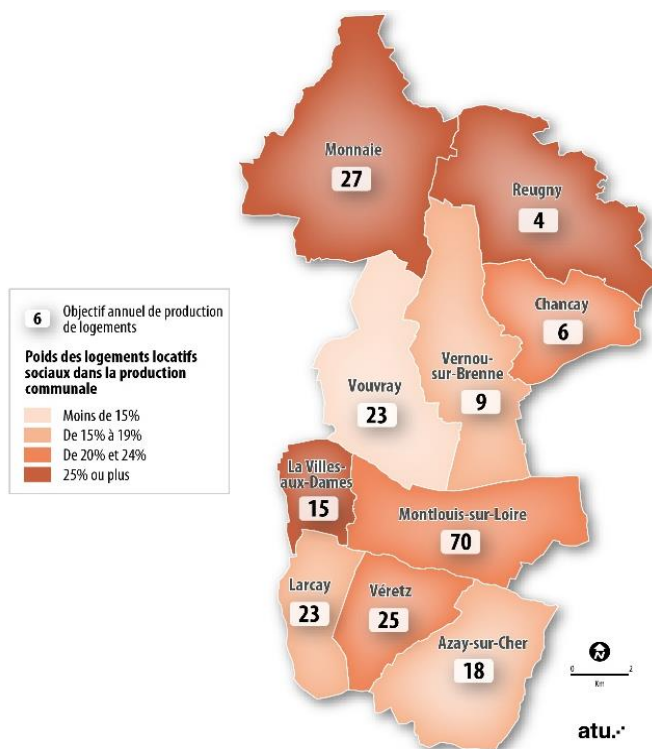 Monnaie
27
Reugny
4
6
Objectif annuel de production
de logements
Poids des logements locatifs
sociaux dans la production
communale
Moins de 15%
De 15% à 19%
De 20% et 24%
25% ou plus
Chancay
6
Vernou-
sur-Brenne
9
Vouvray
23
La Villes-
aux-Dames
15
Montlouis-sur-Loire
70
Larcay
23
Véretz
25
Azay-sur-Cher
18
N
0 2
Km
atu.